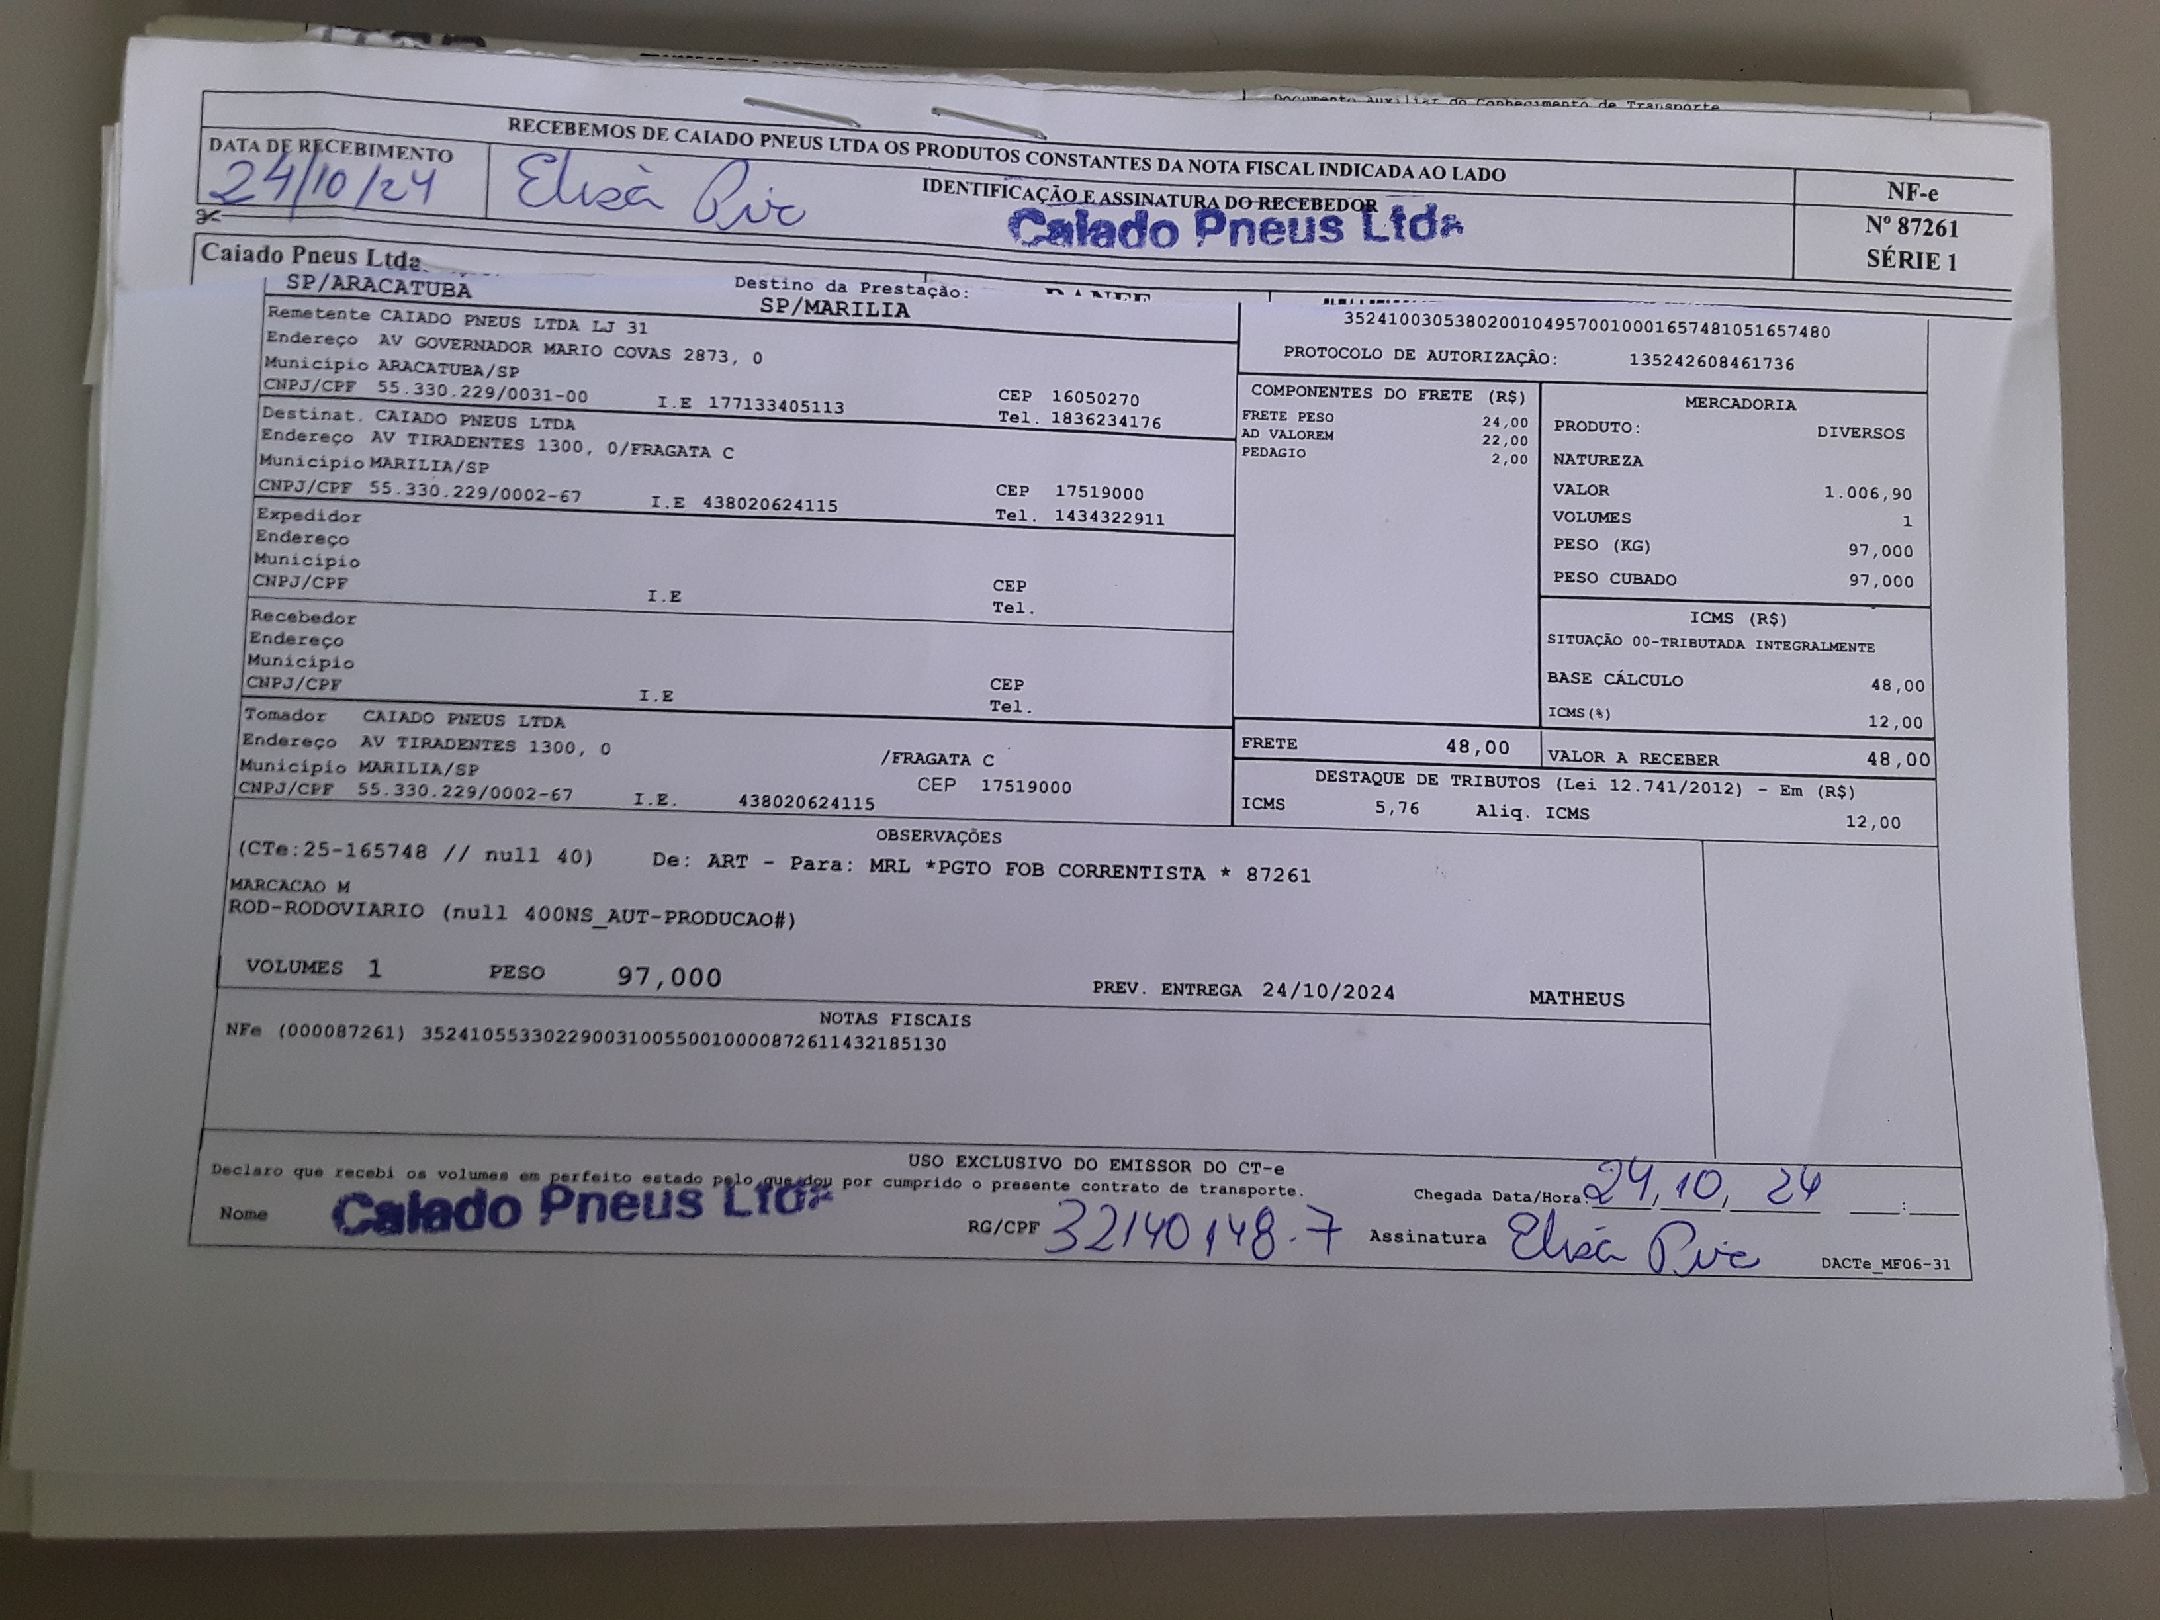 Documento Auxiliar do Conhecimento de Transporte
RECEBEMOS DE CAIADO PNEUS LTDA OS PRODUTOS CONSTANTES DA NOTA FISCAL INDICADA AO LADO
DATA DE RECEBIMENTO
24/10/24
IDENTIFICAÇÃO E ASSINATURA DO RECEBEDOR
Elisà
Caiado Pneus Ltda
NF-e
Nº 87261
SÉRIE 1
Caiado Pneus Ltda
SP/ARACATUBA
Destino da Prestação:
SP/MARILIA
Remetente CAIADO PNEUS LTDA LJ 31
Endereço AV GOVERNADOR MARIO COVAS 2873, 0
Município ARACATUBA/SP
CEP 16050270
CNPJ/CPF 55.330.229/0031-00 I.E 177133405113 Tel. 1836234176
Destinat. CAIADO PNEUS LTDA
Endereço AV TIRADENTES 1300, 0/FRAGATA C
Município MARILIA/SP
CEP 17519000
CNPJ/CPF 55.330.229/0002-67 I.E 438020624115 Tel. 1434322911
Expedidor
Endereço
Município
CEP
CNPJ/CPF I.E Tel.
Recebedor
Endereço
Município
CEP
CNPJ/CPF I.E Tel.
Tomador CAIADO PNEUS LTDA
Endereço AV TIRADENTES 1300, 0 /FRAGATA C
Município MARILIA/SP CEP 17519000
CNPJ/CPF 55.330.229/0002-67 I.E. 438020624115
35241003053802001049570010001657481051657480
PROTOCOLO DE AUTORIZAÇÃO: 135242608461736
COMPONENTES DO FRETE (R$)
FRETE PESO 24,00
AD VALOREM 22,00
PEDAGIO 2,00
MERCADORIA
PRODUTO: DIVERSOS
NATUREZA
VALOR 1.006,90
VOLUMES 1
PESO (KG) 97,000
PESO CUBADO 97,000
ICMS (R$)
SITUAÇÃO 00-TRIBUTADA INTEGRALMENTE
BASE CÁLCULO 48,00
ICMS(%) 12,00
FRETE 48,00
VALOR A RECEBER 48,00
DESTAQUE DE TRIBUTOS (Lei 12.741/2012) - Em (R$)
ICMS 5,76 Aliq. ICMS 12,00
OBSERVAÇÕES
(CTe:25-165748 // null 40) De: ART - Para: MRL *PGTO FOB CORRENTISTA * 87261
MARCACAO M
ROD-RODOVIARIO (null 400NS_AUT-PRODUCAO#)
VOLUMES 1 PESO 97,000 PREV. ENTREGA 24/10/2024 MATHEUS
NOTAS FISCAIS
NFe (000087261) 35241055330229003100550010000872611432185130
USO EXCLUSIVO DO EMISSOR DO CT-e
Declaro que recebi os volumes em perfeito estado pelo que dou por cumprido o presente contrato de transporte.
Chegada Data/Hora: 24, 10, 24 :
Nome Caiado Pneus Ltda RG/CPF 32140148-7 Assinatura Elisà
DACTe_MF06-31